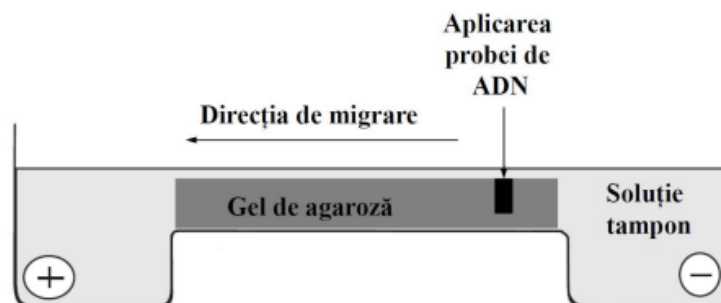 Aplicarea
probei de
ADN
Direcția de migrare
Gel de agaroză
Soluție
tampon
+
−